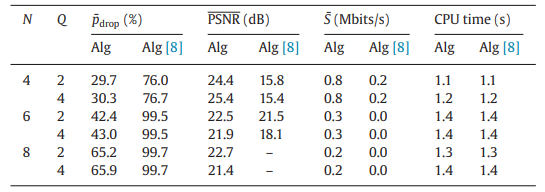 N Q p̄drop (%) PSNR (dB) S̄ (Mbits/s) CPU time (s)
Alg Alg [8] Alg Alg [8] Alg Alg [8] Alg Alg [8]
4 2 29.7 76.0 24.4 15.8 0.8 0.2 1.1 1.1
4 30.3 76.7 25.4 15.4 0.8 0.2 1.2 1.2
6 2 42.4 99.5 22.5 21.5 0.3 0.0 1.4 1.4
4 43.0 99.5 21.9 18.1 0.3 0.0 1.4 1.4
8 2 65.2 99.7 22.7 – 0.2 0.0 1.3 1.3
4 65.9 99.7 21.4 – 0.2 0.0 1.4 1.4